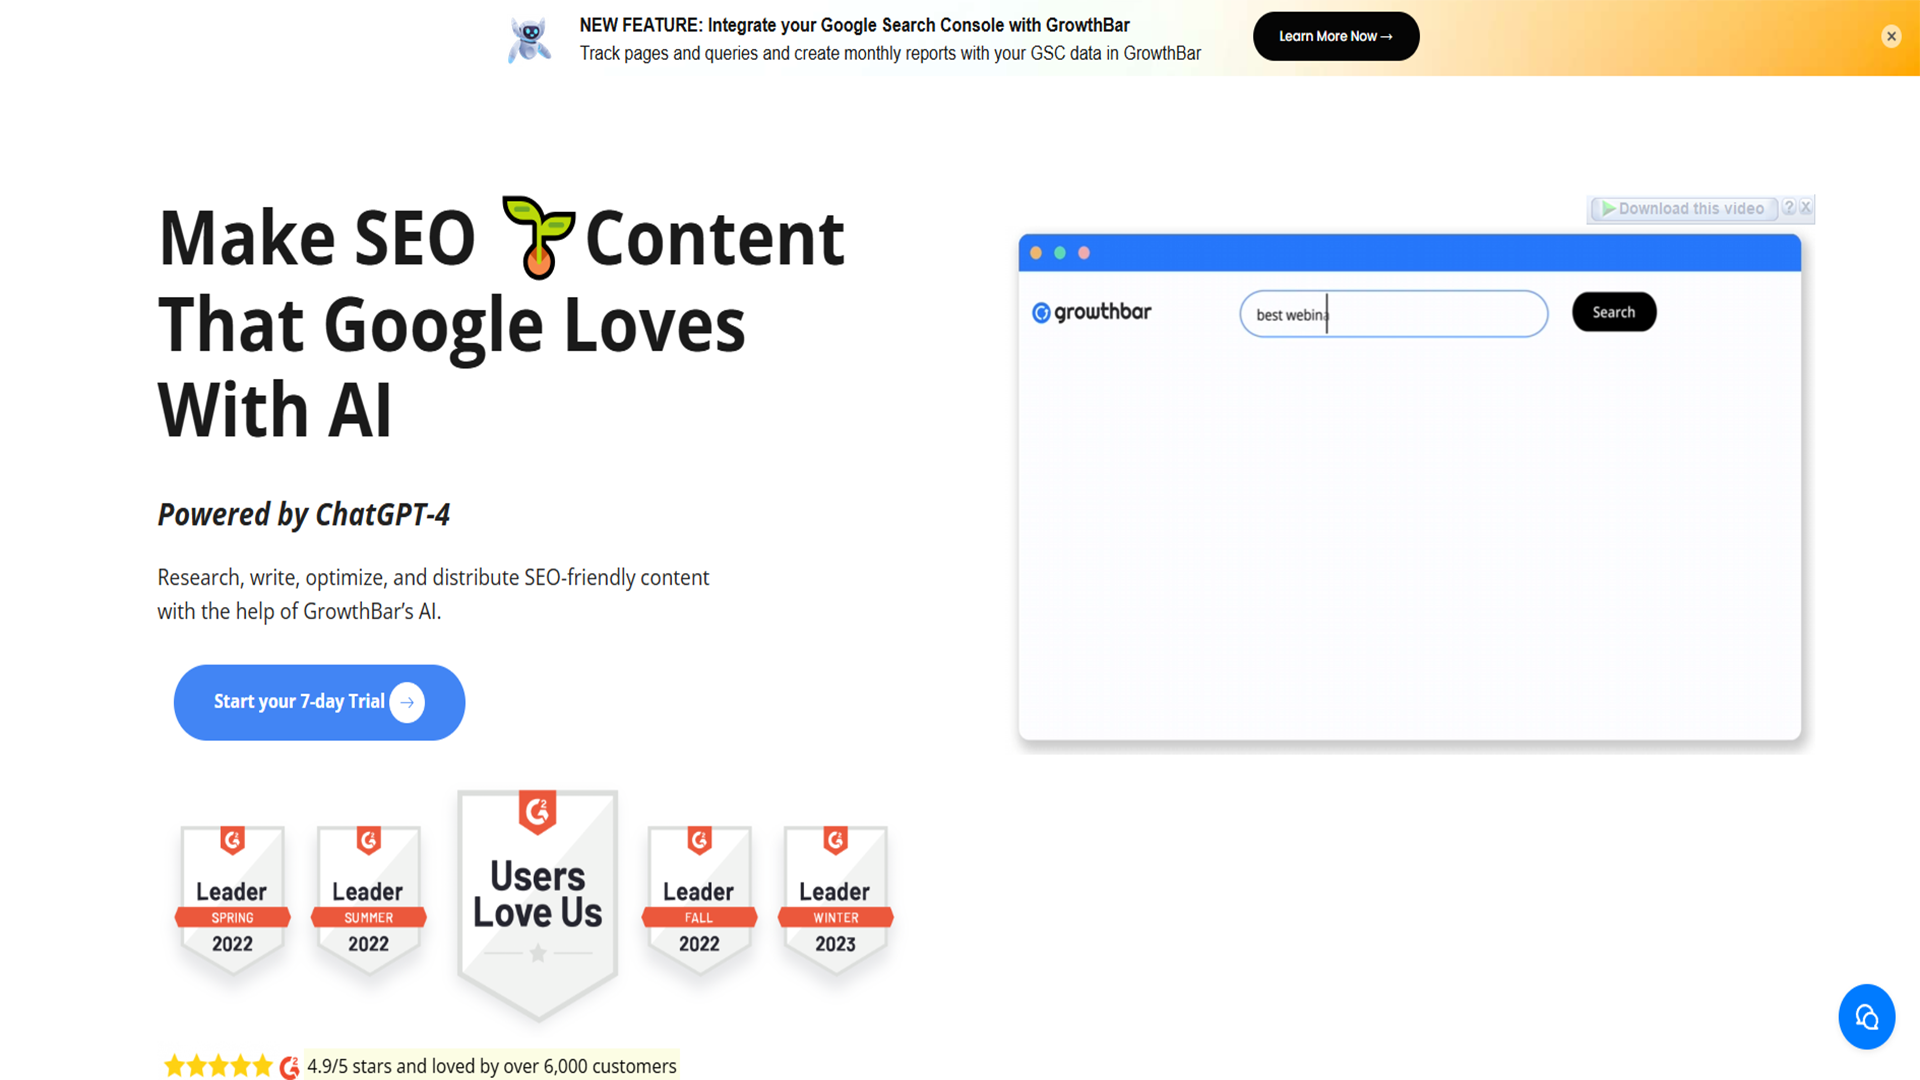 NEW FEATURE: Integrate your Google Search Console with GrowthBar
Track pages and queries and create monthly reports with your GSC data in GrowthBar
Learn More Now →
Make SEO Content
That Google Loves
With AI
Powered by ChatGPT-4
Research, write, optimize, and distribute SEO-friendly content
with the help of GrowthBar’s AI.
Start your 7-day Trial →
Download this video ? X
growthbar
best webina
Search
Leader
SPRING
2022
Leader
SUMMER
2022
Users
Love Us
Leader
FALL
2022
Leader
WINTER
2023
4.9/5 stars and loved by over 6,000 customers